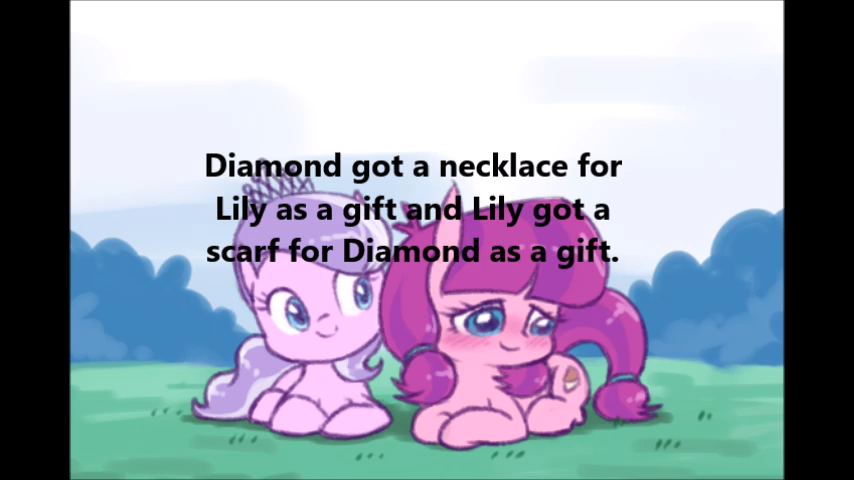 Diamond got a necklace for
Lily as a gift and Lily got a
scarf for Diamond as a gift.